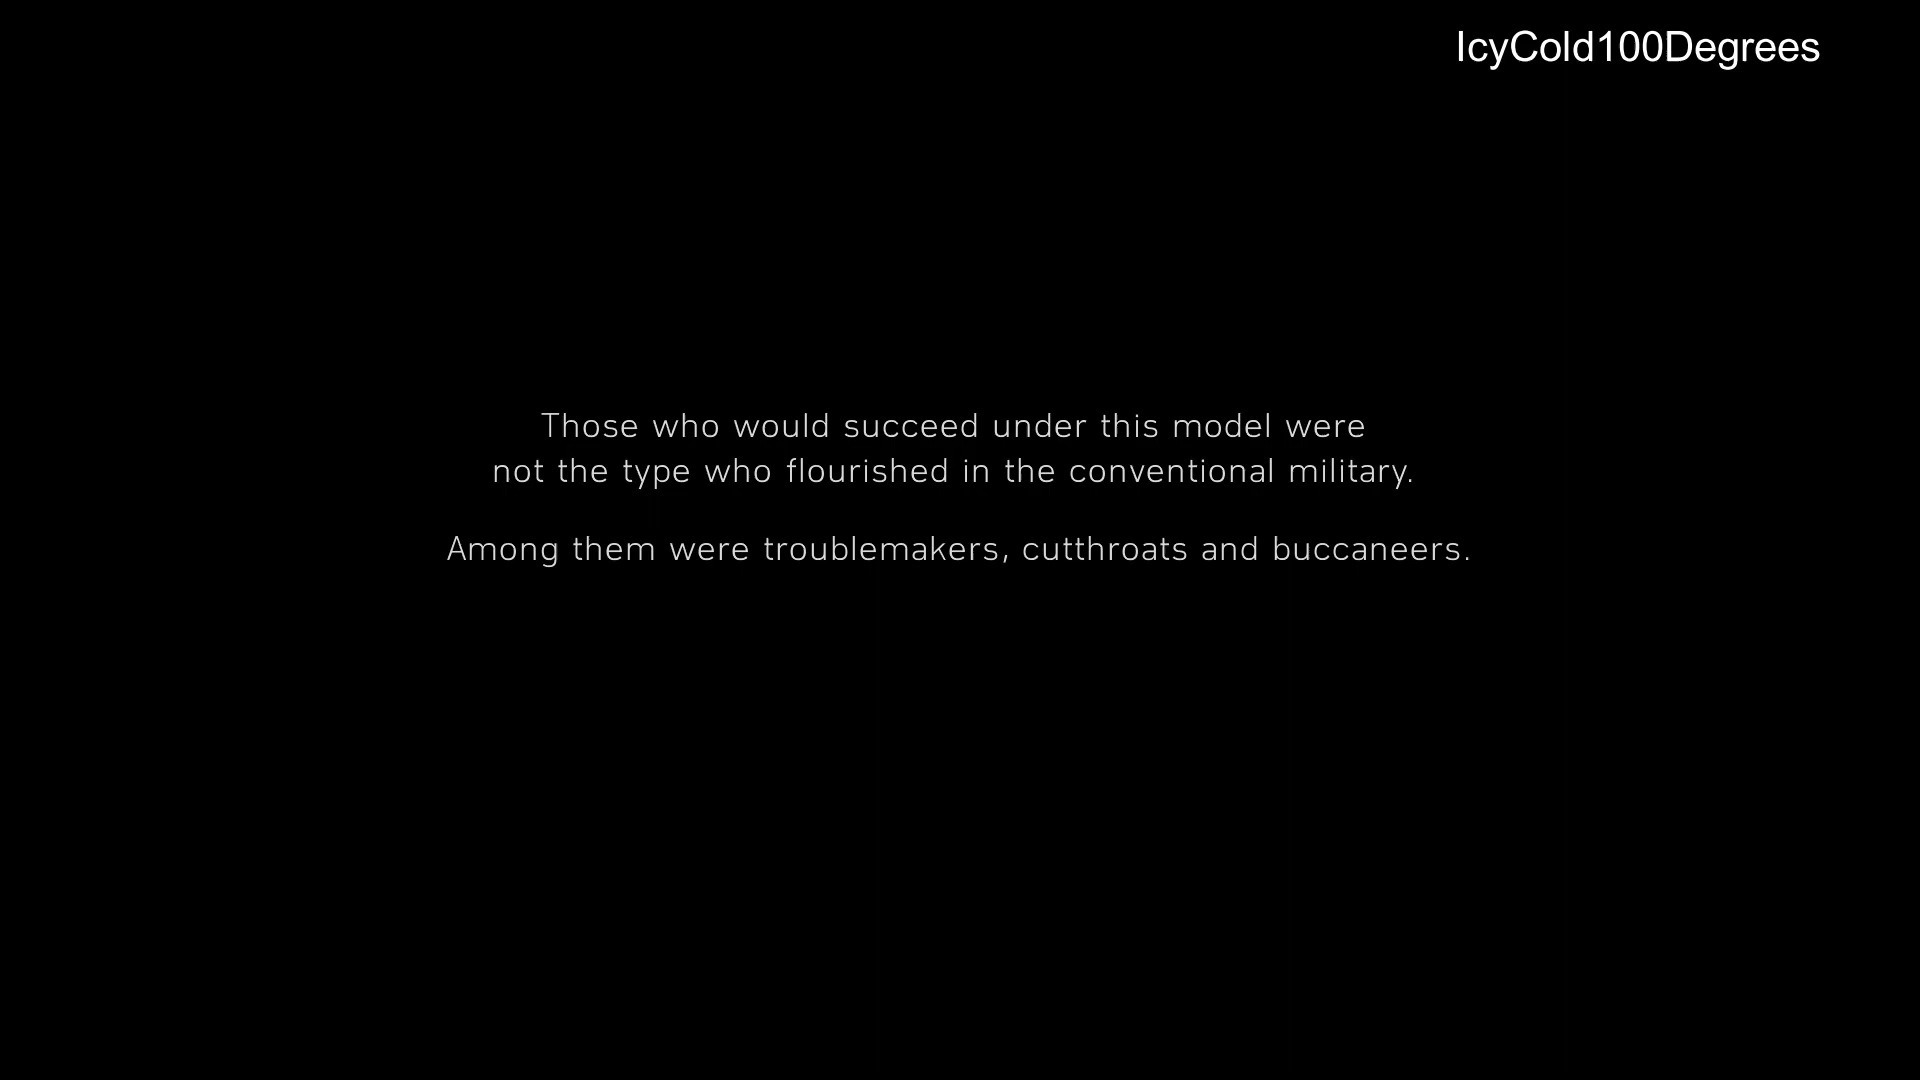 IcyCold100Degrees
Those who would succeed under this model were
not the type who flourished in the conventional military.
Among them were troublemakers, cutthroats and buccaneers.